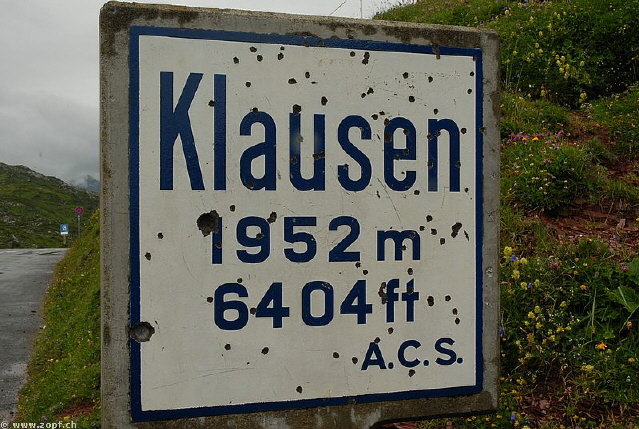 Klausen
1952 m
6404 ft
A.C.S.
© www.zopf.ch